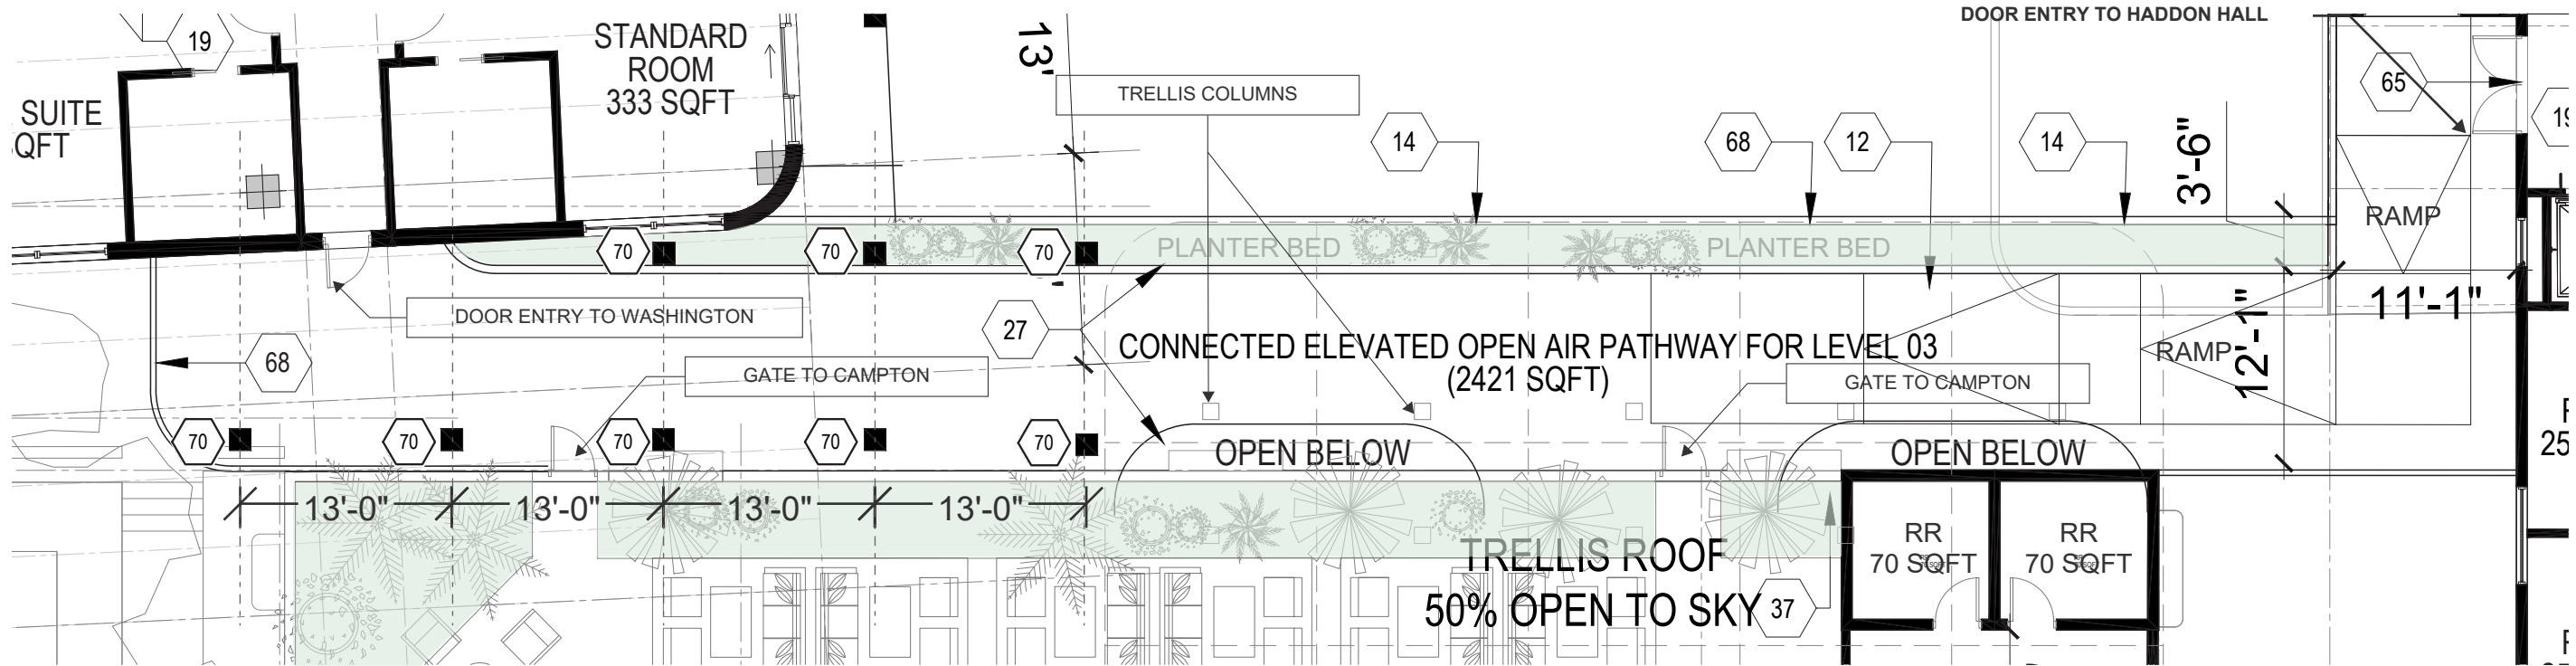 DOOR ENTRY TO HADDON HALL
19
STANDARD
ROOM
333 SQFT
13'
SUITE
QFT
TRELLIS COLUMNS
65
19
14
68
12
14
3'-6"
RAMP
70
70
70
PLANTER BED
PLANTER BED
DOOR ENTRY TO WASHINGTON
27
11'-1"
CONNECTED ELEVATED OPEN AIR PATHWAY FOR LEVEL 03
(2421 SQFT)
RAMP
12'-1"
68
GATE TO CAMPTON
GATE TO CAMPTON
70
70
70
70
70
OPEN BELOW
OPEN BELOW
25
13'-0"
13'-0"
13'-0"
13'-0"
TRELLIS ROOF
50% OPEN TO SKY
37
RR
70 SQFT
RR
70 SQFT